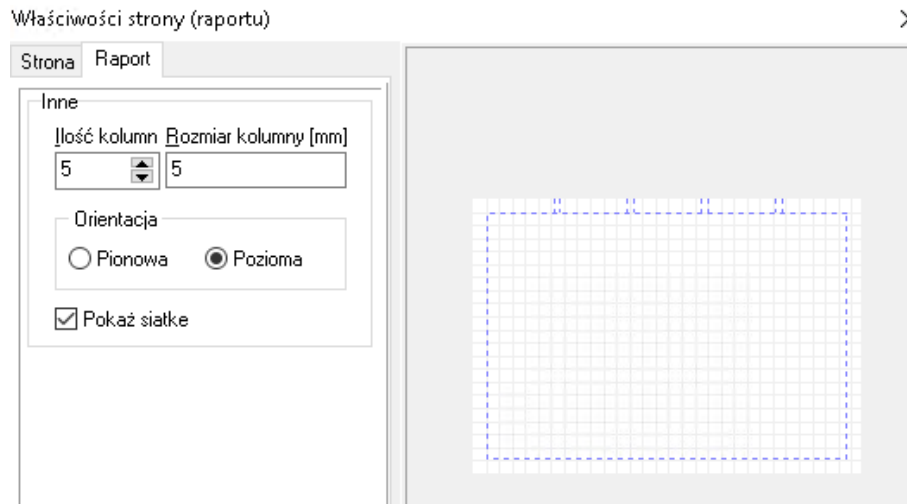 Właściwości strony (raportu)
Strona Raport
Inne
Ilość kolumn Rozmiar kolumny [mm]
5 5
Orientacja
Pionowa Pozioma
Pokaż siatke